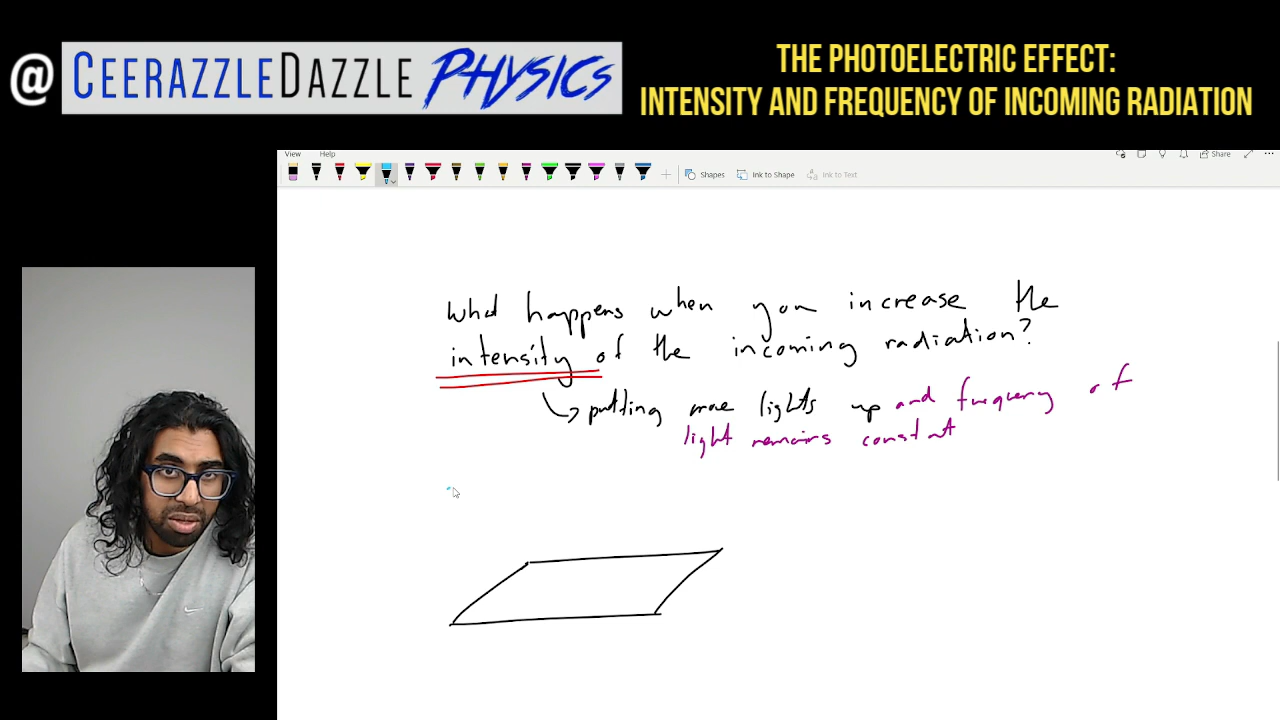 @ CEERAZZLEDAZZLE PHYSICS
THE PHOTOELECTRIC EFFECT:
INTENSITY AND FREQUENCY OF INCOMING RADIATION
View Help
Share
Shapes Ink to Shape Ink to Text
What happens when you increase the
intensity of the incoming radiation?
↳ putting more lights up and frequency of
light remains constant